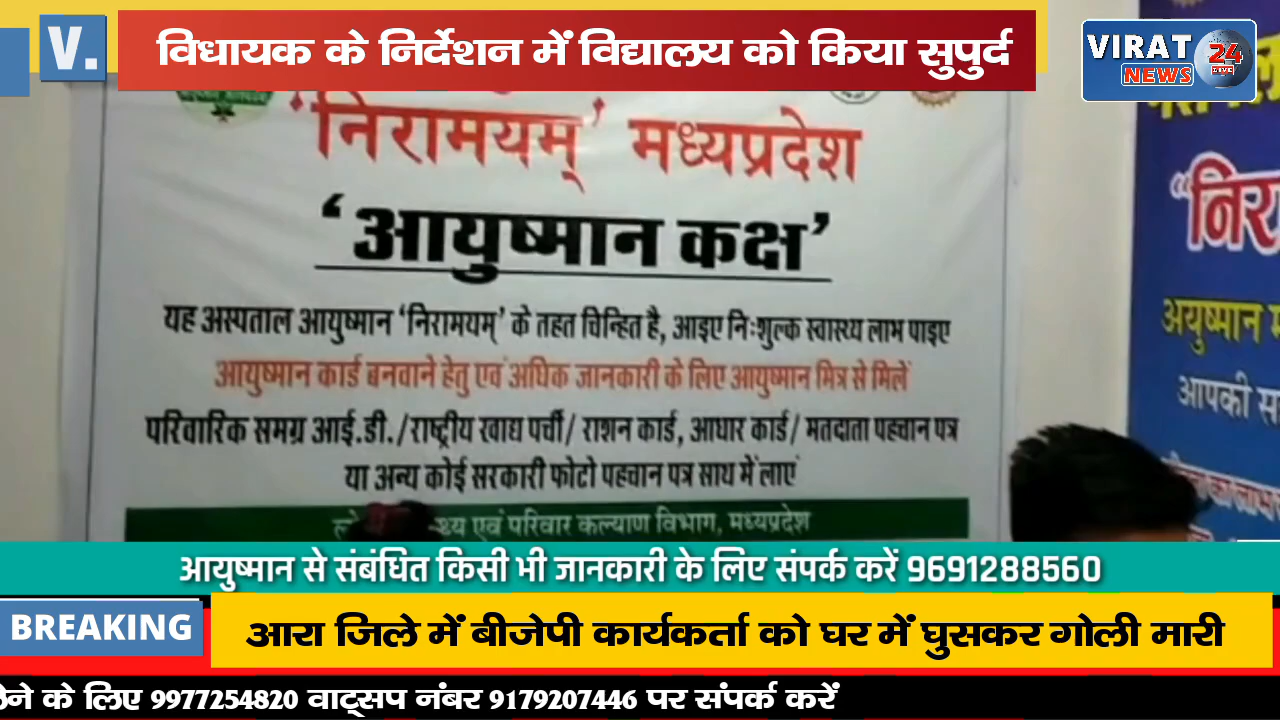 V.
विधायक के निर्देशन में विद्यालय को किया सुपुर्द
VIRAT 24
NEWS LIVE
'निरामयम्' मध्यप्रदेश
'आयुष्मान कक्ष'
यह अस्पताल आयुष्मान 'निरामयम्' के तहत चिन्हित है, आइए निःशुल्क स्वास्थ्य लाभ पाइए
आयुष्मान कार्ड बनवाने हेतु एवं अधिक जानकारी के लिए आयुष्मान मित्र से मिलें
परिवारिक समग्र आई.डी./राष्ट्रीय खाद्य पर्ची/ राशन कार्ड, आधार कार्ड/ मतदाता पहचान पत्र
या अन्य कोई सरकारी फोटो पहचान पत्र साथ में लाएं
एवं परिवार कल्याण विभाग, मध्यप्रदेश
"निर
अयुष्मान
आपकी
आयुष्मान से संबंधित किसी भी जानकारी के लिए संपर्क करें 9691288560
BREAKING
आरा जिले में बीजेपी कार्यकर्ता को घर में घुसकर गोली मारी
के लिए 9977254820 वाट्सप नंबर 9179207446 पर संपर्क करें